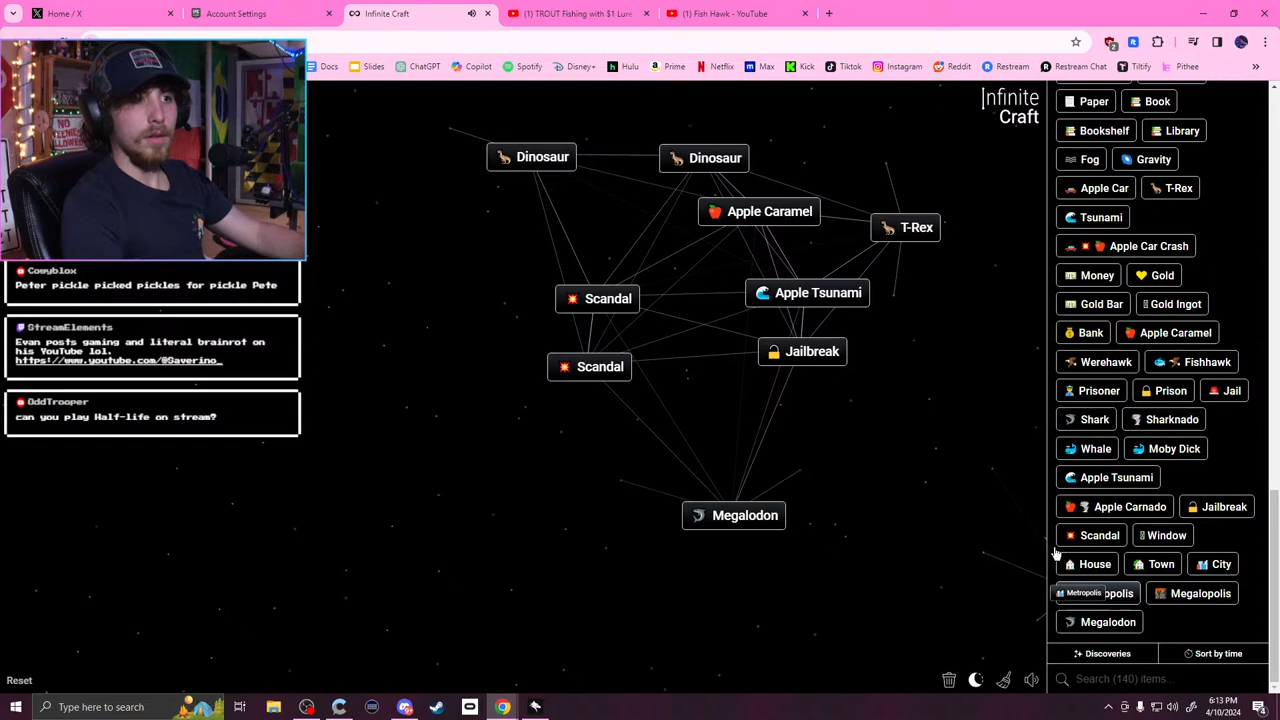 Home / X
Account Settings
Infinite Craft
(1) TROUT Fishing with $1 Lure
(1) Fish Hawk - YouTube
Docs
Slides
ChatGPT
Copilot
Spotify
Disney+
Hulu
Prime
Netflix
Max
Kick
Tiktok
Instagram
Reddit
Restream
Restream Chat
Tiltify
Pithee
Infinite
Craft
Dinosaur
Dinosaur
Apple Caramel
T-Rex
Apple Tsunami
Scandal
Jailbreak
Scandal
Megalodon
Paper
Book
Bookshelf
Library
Fog
Gravity
Apple Car
T-Rex
Tsunami
Apple Car Crash
Money
Gold
Gold Bar
Gold Ingot
Bank
Apple Caramel
Werehawk
Fishhawk
Prisoner
Prison
Jail
Shark
Sharknado
Whale
Moby Dick
Apple Tsunami
Apple Carnado
Jailbreak
Scandal
Window
House
Town
City
Metropolis
opolis
Megalopolis
Megalodon
Discoveries
Sort by time
Search (140) items...
Comyblox
Peter pickle picked pickles for pickle Pete
StreamElements
Evan posts gaming and literal brainrot on
his YouTube lol.
https://www.youtube.com/@Saverino_
OddTrooper
can you play Half-life on stream?
Reset
Type here to search
6:13 PM
4/10/2024